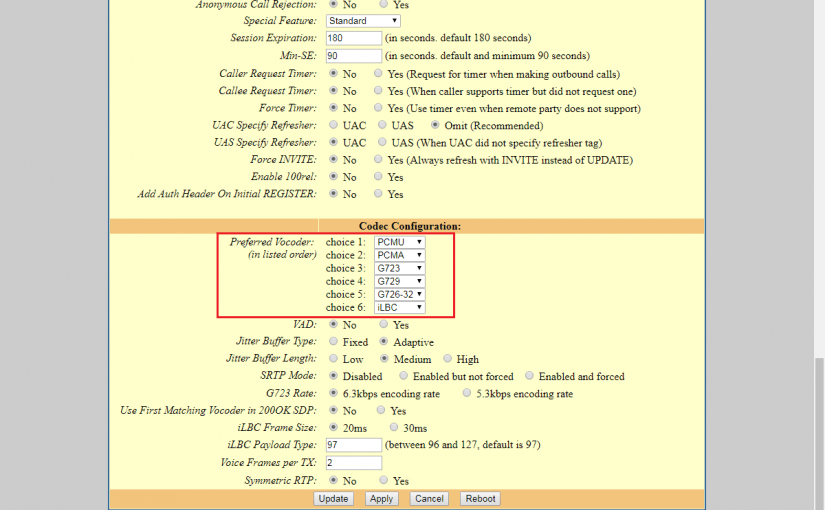 Anonymous Call Rejection: No Yes
Special Feature: Standard
Session Expiration: 180 (in seconds. default 180 seconds)
Min-SE: 90 (in seconds. default and minimum 90 seconds)
Caller Request Timer: No Yes (Request for timer when making outbound calls)
Callee Request Timer: No Yes (When caller supports timer but did not request one)
Force Timer: No Yes (Use timer even when remote party does not support)
UAC Specify Refresher: UAC UAS Omit (Recommended)
UAS Specify Refresher: UAC UAS (When UAC did not specify refresher tag)
Force INVITE: No Yes (Always refresh with INVITE instead of UPDATE)
Enable 100rel: No Yes
Add Auth Header On Initial REGISTER: No Yes
Codec Configuration:
Preferred Vocoder: choice 1: PCMU
(in listed order) choice 2: PCMA
choice 3: G723
choice 4: G729
choice 5: G726-32
choice 6: iLBC
VAD: No Yes
Jitter Buffer Type: Fixed Adaptive
Jitter Buffer Length: Low Medium High
SRTP Mode: Disabled Enabled but not forced Enabled and forced
G723 Rate: 6.3kbps encoding rate 5.3kbps encoding rate
Use First Matching Vocoder in 200OK SDP: No Yes
iLBC Frame Size: 20ms 30ms
iLBC Payload Type: 97 (between 96 and 127, default is 97)
Voice Frames per TX: 2
Symmetric RTP: No Yes
Update Apply Cancel Reboot